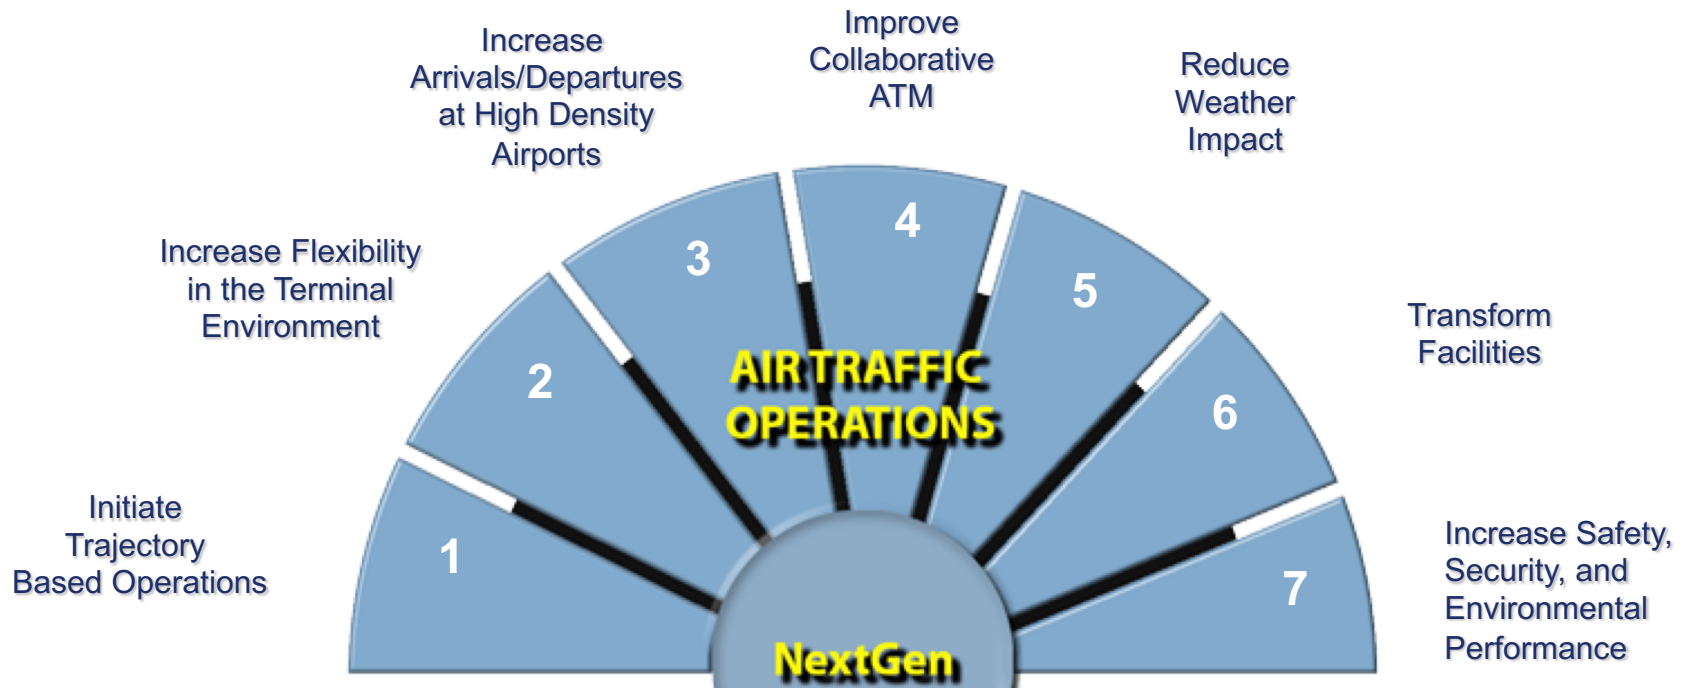 Initiate
Trajectory
Based Operations
1
Increase Flexibility
in the Terminal
Environment
2
Increase
Arrivals/Departures
at High Density
Airports
3
Improve
Collaborative
ATM
4
Reduce
Weather
Impact
5
Transform
Facilities
6
Increase Safety,
Security, and
Environmental
Performance
7
AIR TRAFFIC
OPERATIONS
NextGen